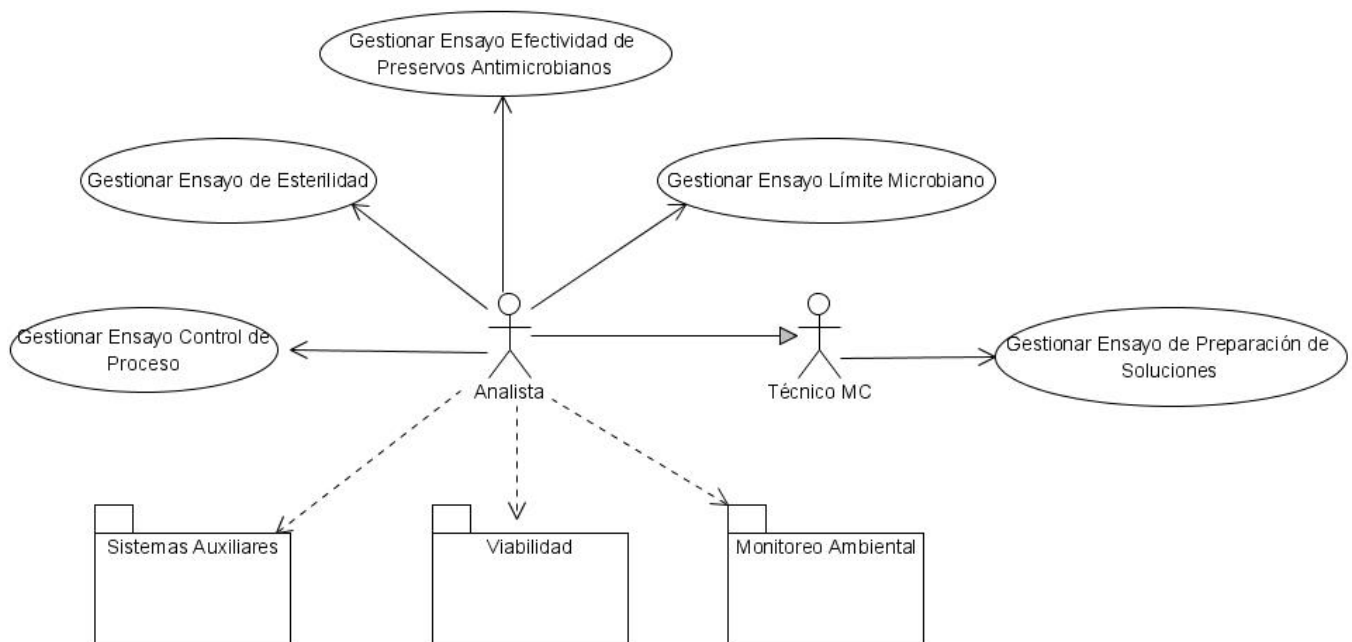 Gestionar Ensayo Efectividad de
Preservos Antimicrobianos
Gestionar Ensayo de Esterilidad
Gestionar Ensayo Límite Microbiano
Gestionar Ensayo Control de
Proceso
Gestionar Ensayo de Preparación de
Soluciones
Analista
Técnico MC
Sistemas Auxiliares
Viabilidad
Monitoreo Ambiental